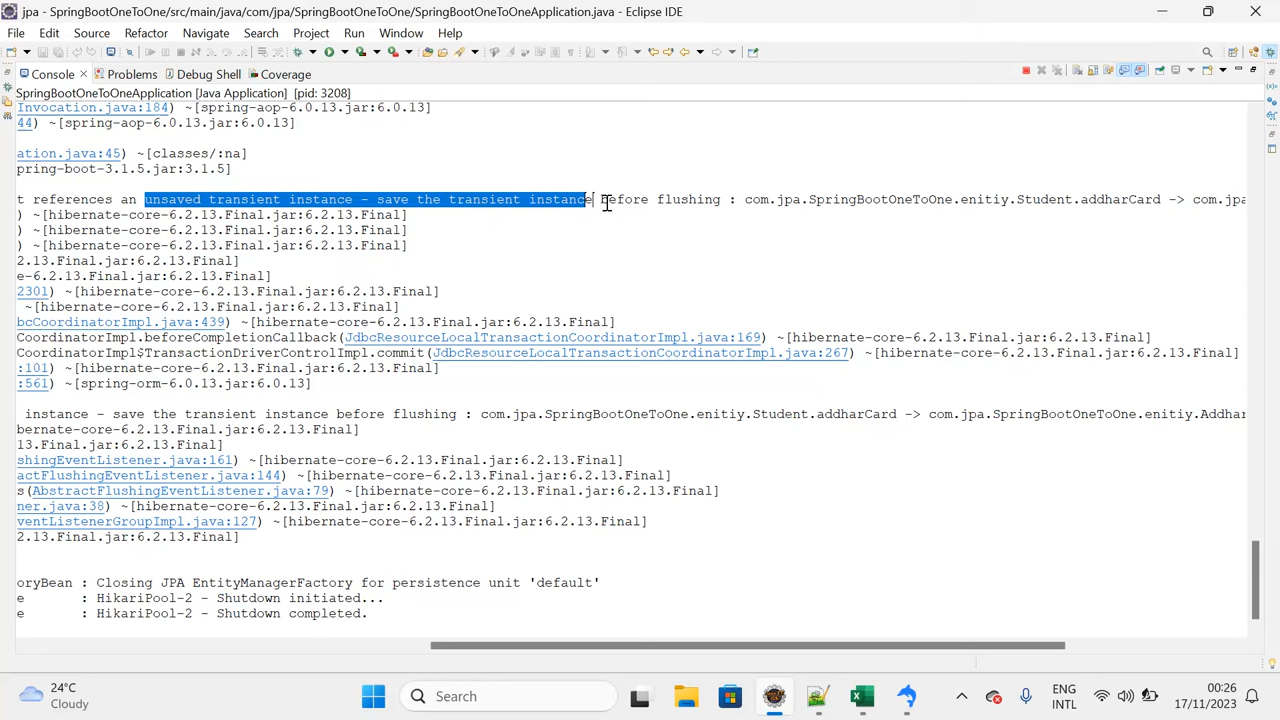 jpa - SpringBootOneToOne/src/main/java/com/jpa/SpringBootOneToOne/SpringBootOneToOneApplication.java - Eclipse IDE
File Edit Source Refactor Navigate Search Project Run Window Help
Console Problems Debug Shell Coverage
SpringBootOneToOneApplication [Java Application] [pid: 3208]
Invocation.java:184) ~[spring-aop-6.0.13.jar:6.0.13]
44) ~[spring-aop-6.0.13.jar:6.0.13]
ation.java:45) ~[classes/:na]
pring-boot-3.1.5.jar:3.1.5]
t references an unsaved transient instance - save the transient instance before flushing : com.jpa.SpringBootOneToOne.enitiy.Student.addharCard -> com.jpa
) ~[hibernate-core-6.2.13.Final.jar:6.2.13.Final]
) ~[hibernate-core-6.2.13.Final.jar:6.2.13.Final]
) ~[hibernate-core-6.2.13.Final.jar:6.2.13.Final]
2.13.Final.jar:6.2.13.Final]
e-6.2.13.Final.jar:6.2.13.Final]
2301) ~[hibernate-core-6.2.13.Final.jar:6.2.13.Final]
~[hibernate-core-6.2.13.Final.jar:6.2.13.Final]
bcCoordinatorImpl.java:439) ~[hibernate-core-6.2.13.Final.jar:6.2.13.Final]
CoordinatorImpl.beforeCompletionCallback(JdbcResourceLocalTransactionCoordinatorImpl.java:169) ~[hibernate-core-6.2.13.Final.jar:6.2.13.Final]
CoordinatorImpl$TransactionDriverControlImpl.commit(JdbcResourceLocalTransactionCoordinatorImpl.java:267) ~[hibernate-core-6.2.13.Final.jar:6.2.13.Final]
:101) ~[hibernate-core-6.2.13.Final.jar:6.2.13.Final]
:561) ~[spring-orm-6.0.13.jar:6.0.13]
instance - save the transient instance before flushing : com.jpa.SpringBootOneToOne.enitiy.Student.addharCard -> com.jpa.SpringBootOneToOne.enitiy.Addhar
bernate-core-6.2.13.Final.jar:6.2.13.Final]
13.Final.jar:6.2.13.Final]
shingEventListener.java:161) ~[hibernate-core-6.2.13.Final.jar:6.2.13.Final]
actFlushingEventListener.java:144) ~[hibernate-core-6.2.13.Final.jar:6.2.13.Final]
s(AbstractFlushingEventListener.java:79) ~[hibernate-core-6.2.13.Final.jar:6.2.13.Final]
ner.java:38) ~[hibernate-core-6.2.13.Final.jar:6.2.13.Final]
ventListenerGroupImpl.java:127) ~[hibernate-core-6.2.13.Final.jar:6.2.13.Final]
2.13.Final.jar:6.2.13.Final]
oryBean : Closing JPA EntityManagerFactory for persistence unit 'default'
e : HikariPool-2 - Shutdown initiated...
e : HikariPool-2 - Shutdown completed.
24°C
Cloudy
Search
ENG
INTL
00:26
17/11/2023